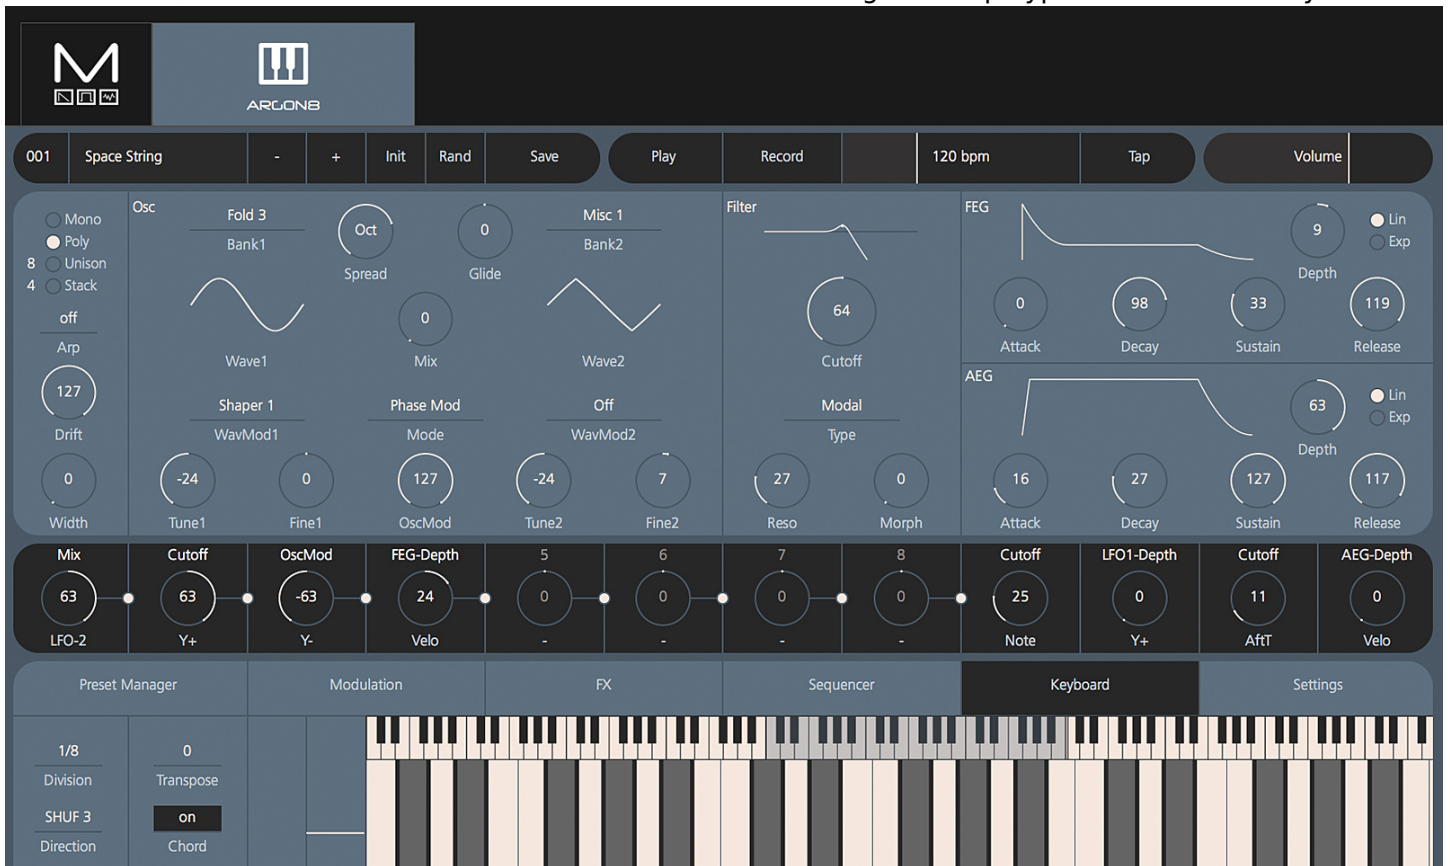 M
ARGON8
001 Space String - + Init Rand Save Play Record 120 bpm Tap Volume
Mono
Poly
8 Unison
4 Stack
off
Arp
127
Drift
0
Width
Osc
Fold 3
Bank1
Oct
Spread
0
Glide
Misc 1
Bank2
Wave1
0
Mix
Wave2
Shaper 1
WavMod1
Phase Mod
Mode
Off
WavMod2
-24
Tune1
0
Fine1
127
OscMod
-24
Tune2
7
Fine2
Filter
64
Cutoff
Modal
Type
27
Reso
0
Morph
FEG
9
Depth
Lin
Exp
0
Attack
98
Decay
33
Sustain
119
Release
AEG
63
Depth
Lin
Exp
16
Attack
27
Decay
127
Sustain
117
Release
Mix Cutoff OscMod FEG-Depth 5 6 7 8 Cutoff LFO1-Depth Cutoff AEG-Depth
63 63 -63 24 0 0 0 0 25 0 11 0
LFO-2 Y+ Y- Velo - - - - Note Y+ AftT Velo
Preset Manager Modulation FX Sequencer Keyboard Settings
1/8
Division
0
Transpose
SHUF 3
Direction
on
Chord